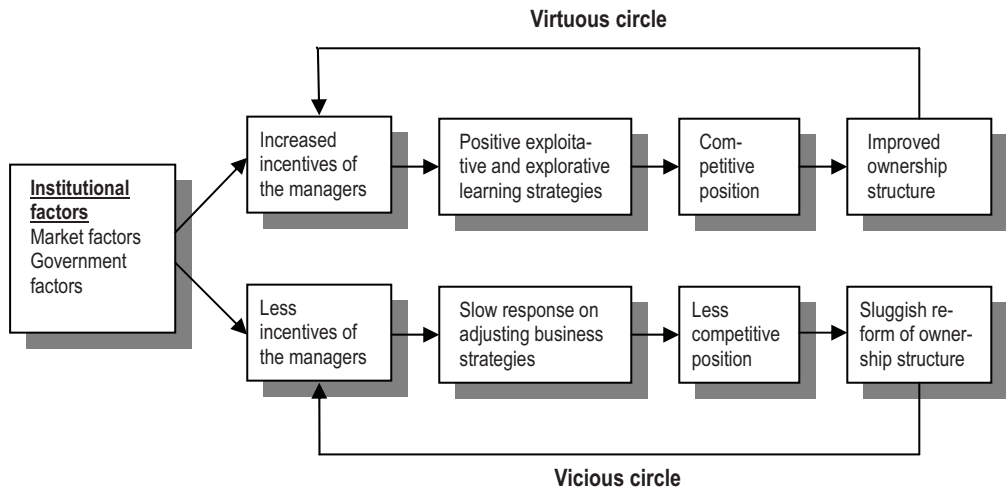 Virtuous circle
Institutional
factors
Market factors
Government
factors
Increased
incentives of
the managers
Positive exploita-
tive and explorative
learning strategies
Com-
petitive
position
Improved
ownership
structure
Less
incentives of
the managers
Slow response on
adjusting business
strategies
Less
competitive
position
Sluggish re-
form of owner-
ship structure
Vicious circle